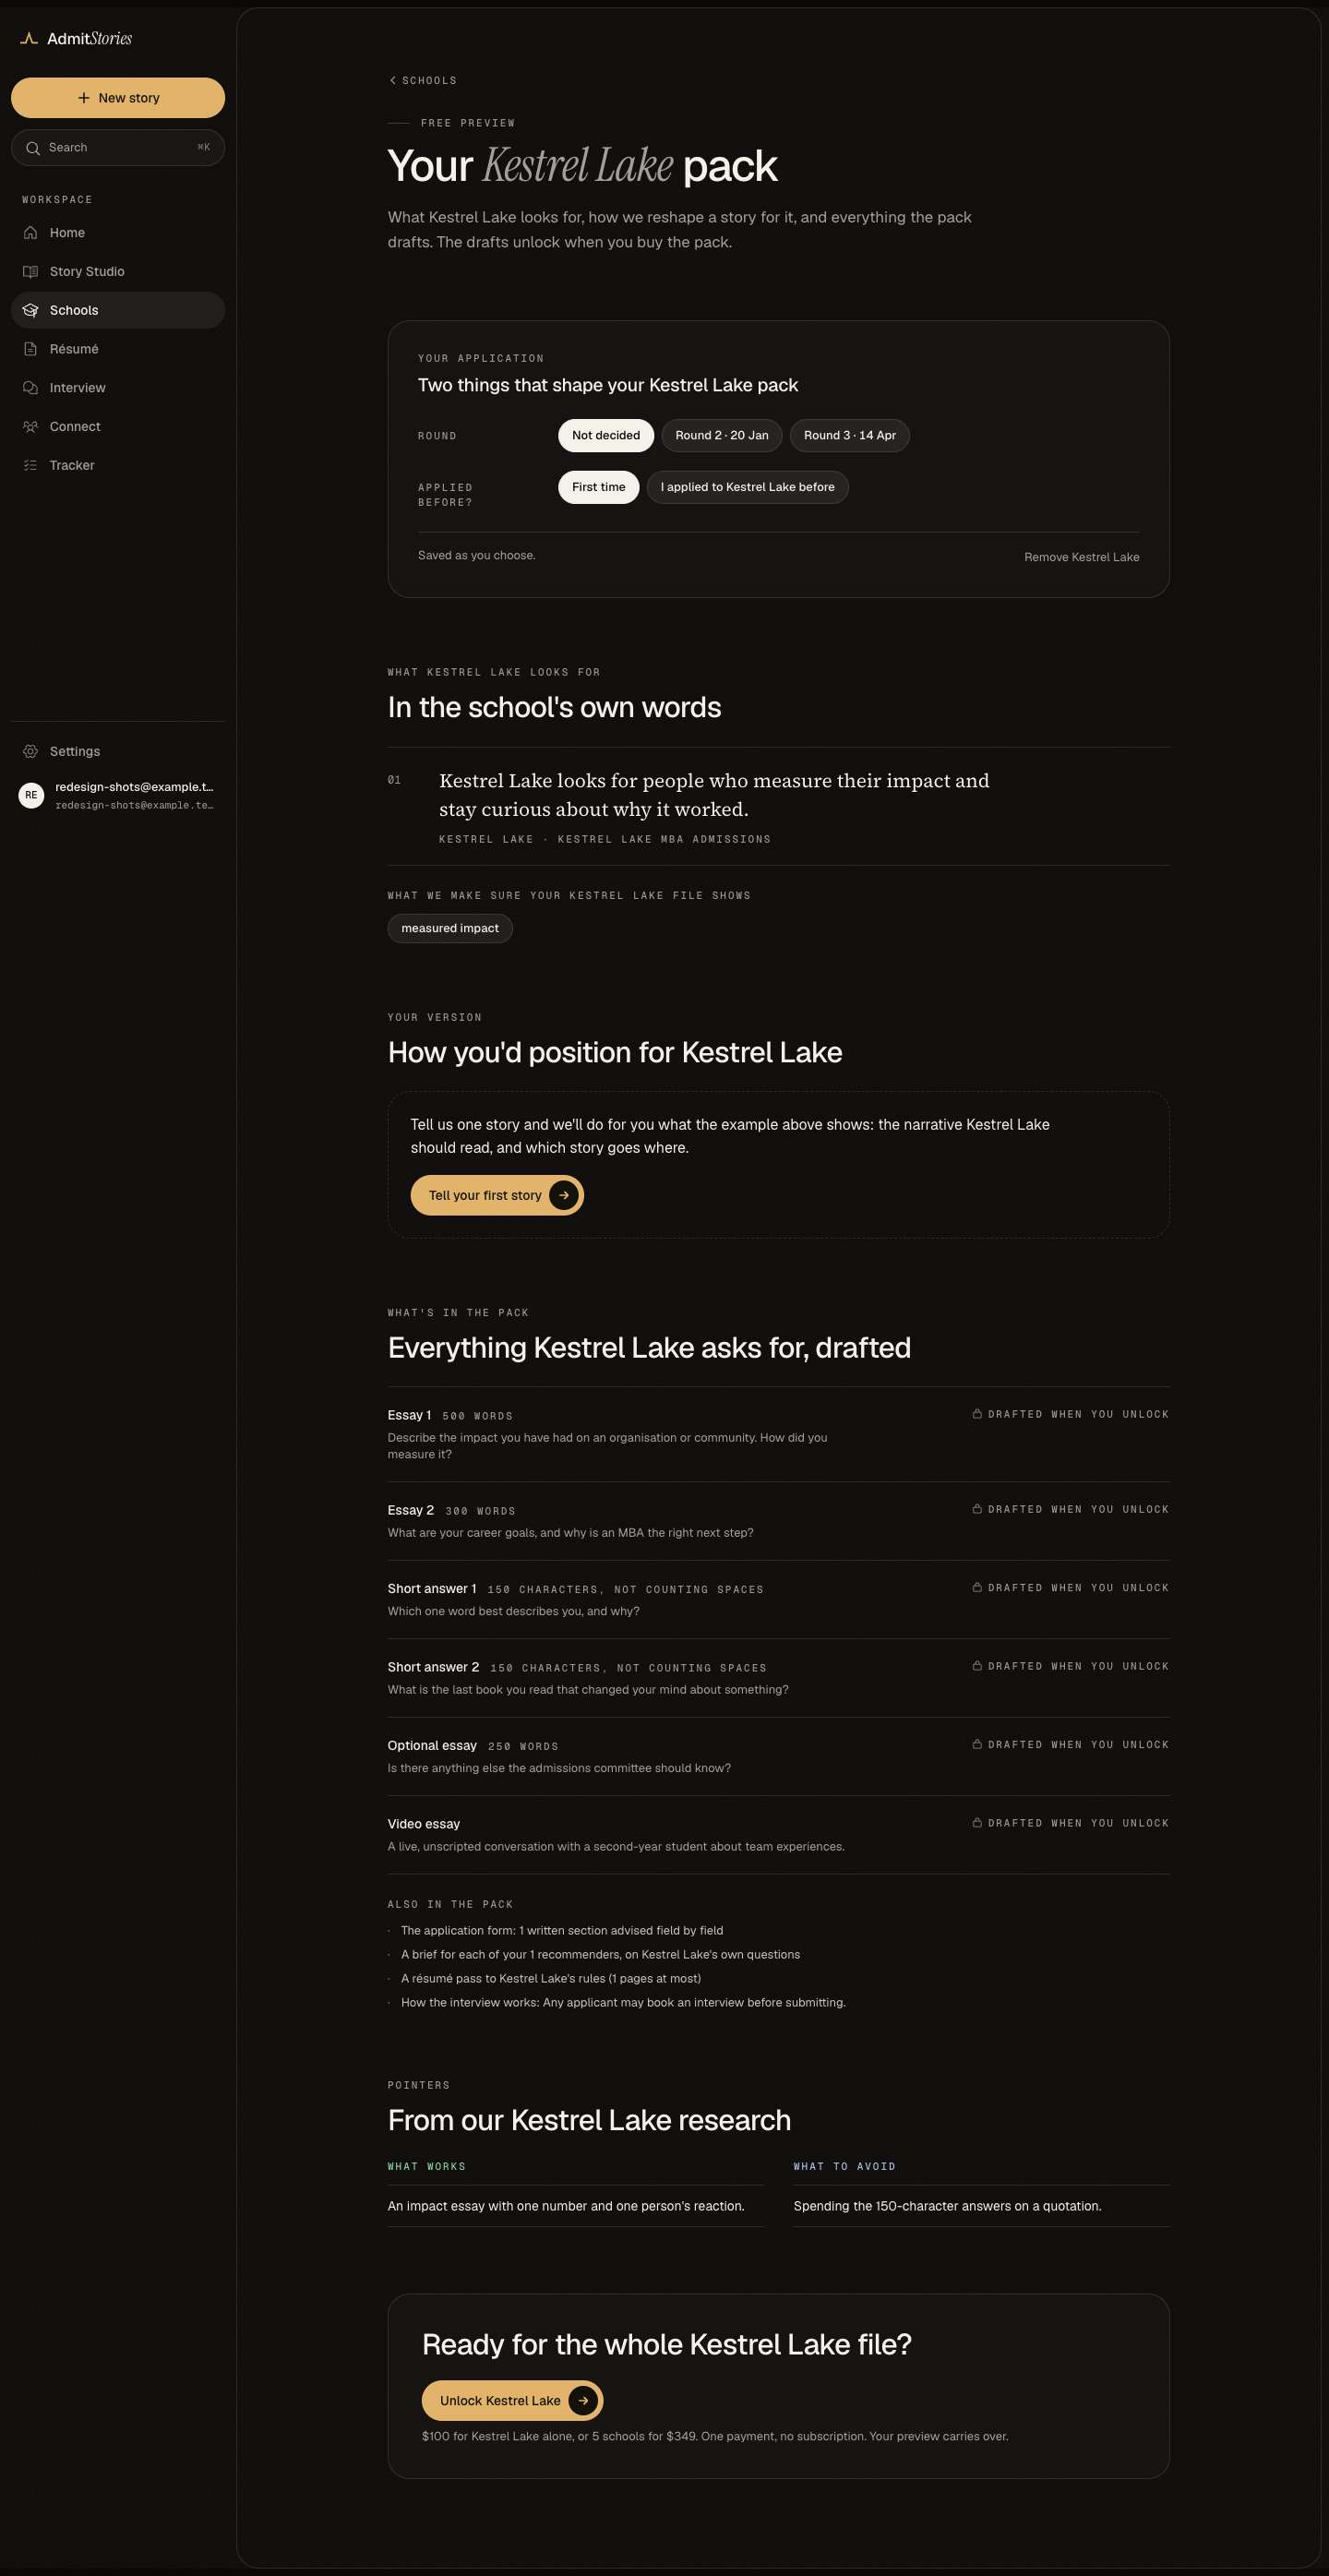 AdmitStories
New story
Search ⌘K
WORKSPACE
Home
Story Studio
Schools
Résumé
Interview
Connect
Tracker
Settings
RE
redesign-shots@example.t…
redesign-shots@example.te…
SCHOOLS
FREE PREVIEW
Your Kestrel Lake pack
What Kestrel Lake looks for, how we reshape a story for it, and everything the pack
drafts. The drafts unlock when you buy the pack.
YOUR APPLICATION
Two things that shape your Kestrel Lake pack
ROUND
Not decided
Round 2 · 20 Jan
Round 3 · 14 Apr
APPLIED
BEFORE?
First time
I applied to Kestrel Lake before
Saved as you choose.
Remove Kestrel Lake
WHAT KESTREL LAKE LOOKS FOR
In the school's own words
01
Kestrel Lake looks for people who measure their impact and
stay curious about why it worked.
KESTREL LAKE · KESTREL LAKE MBA ADMISSIONS
WHAT WE MAKE SURE YOUR KESTREL LAKE FILE SHOWS
measured impact
YOUR VERSION
How you'd position for Kestrel Lake
Tell us one story and we'll do for you what the example above shows: the narrative Kestrel Lake
should read, and which story goes where.
Tell your first story
WHAT'S IN THE PACK
Everything Kestrel Lake asks for, drafted
Essay 1 500 WORDS
DRAFTED WHEN YOU UNLOCK
Describe the impact you have had on an organisation or community. How did you
measure it?
Essay 2 300 WORDS
DRAFTED WHEN YOU UNLOCK
What are your career goals, and why is an MBA the right next step?
Short answer 1 150 CHARACTERS, NOT COUNTING SPACES
DRAFTED WHEN YOU UNLOCK
Which one word best describes you, and why?
Short answer 2 150 CHARACTERS, NOT COUNTING SPACES
DRAFTED WHEN YOU UNLOCK
What is the last book you read that changed your mind about something?
Optional essay 250 WORDS
DRAFTED WHEN YOU UNLOCK
Is there anything else the admissions committee should know?
Video essay
DRAFTED WHEN YOU UNLOCK
A live, unscripted conversation with a second-year student about team experiences.
ALSO IN THE PACK
· The application form: 1 written section advised field by field
· A brief for each of your 1 recommenders, on Kestrel Lake's own questions
· A résumé pass to Kestrel Lake's rules (1 pages at most)
· How the interview works: Any applicant may book an interview before submitting.
POINTERS
From our Kestrel Lake research
WHAT WORKS
An impact essay with one number and one person's reaction.
WHAT TO AVOID
Spending the 150-character answers on a quotation.
Ready for the whole Kestrel Lake file?
Unlock Kestrel Lake
$100 for Kestrel Lake alone, or 5 schools for $349. One payment, no subscription. Your preview carries over.